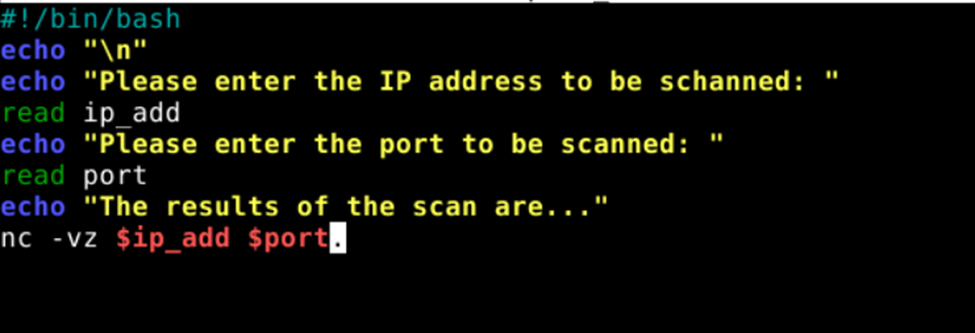 #!/bin/bash
echo "\n"
echo "Please enter the IP address to be schanned: "
read ip_add
echo "Please enter the port to be scanned: "
read port
echo "The results of the scan are..."
nc -vz $ip_add $port.